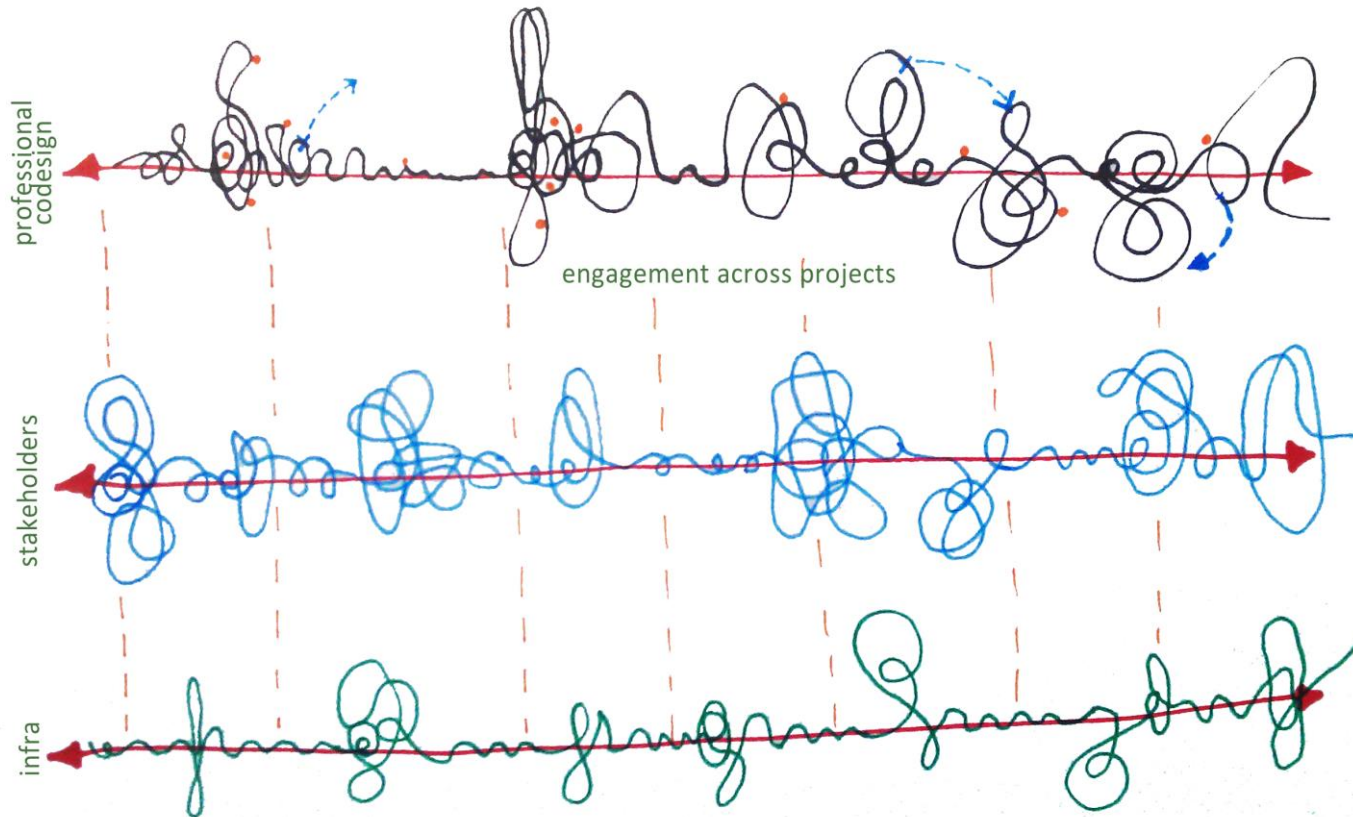 professional
codesign
engagement across projects
stakeholders
infra